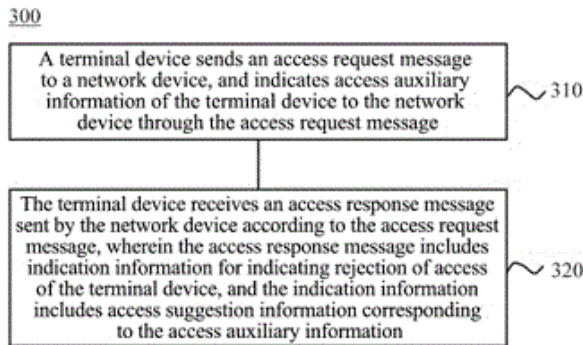 300
A terminal device sends an access request message
to a network device, and indicates access auxiliary
information of the terminal device to the network
device through the access request message
310
The terminal device receives an access response message
sent by the network device according to the access request
message, wherein the access response message includes
indication information for indicating rejection of access
of the terminal device, and the indication information
includes access suggestion information corresponding
to the access auxiliary information
320